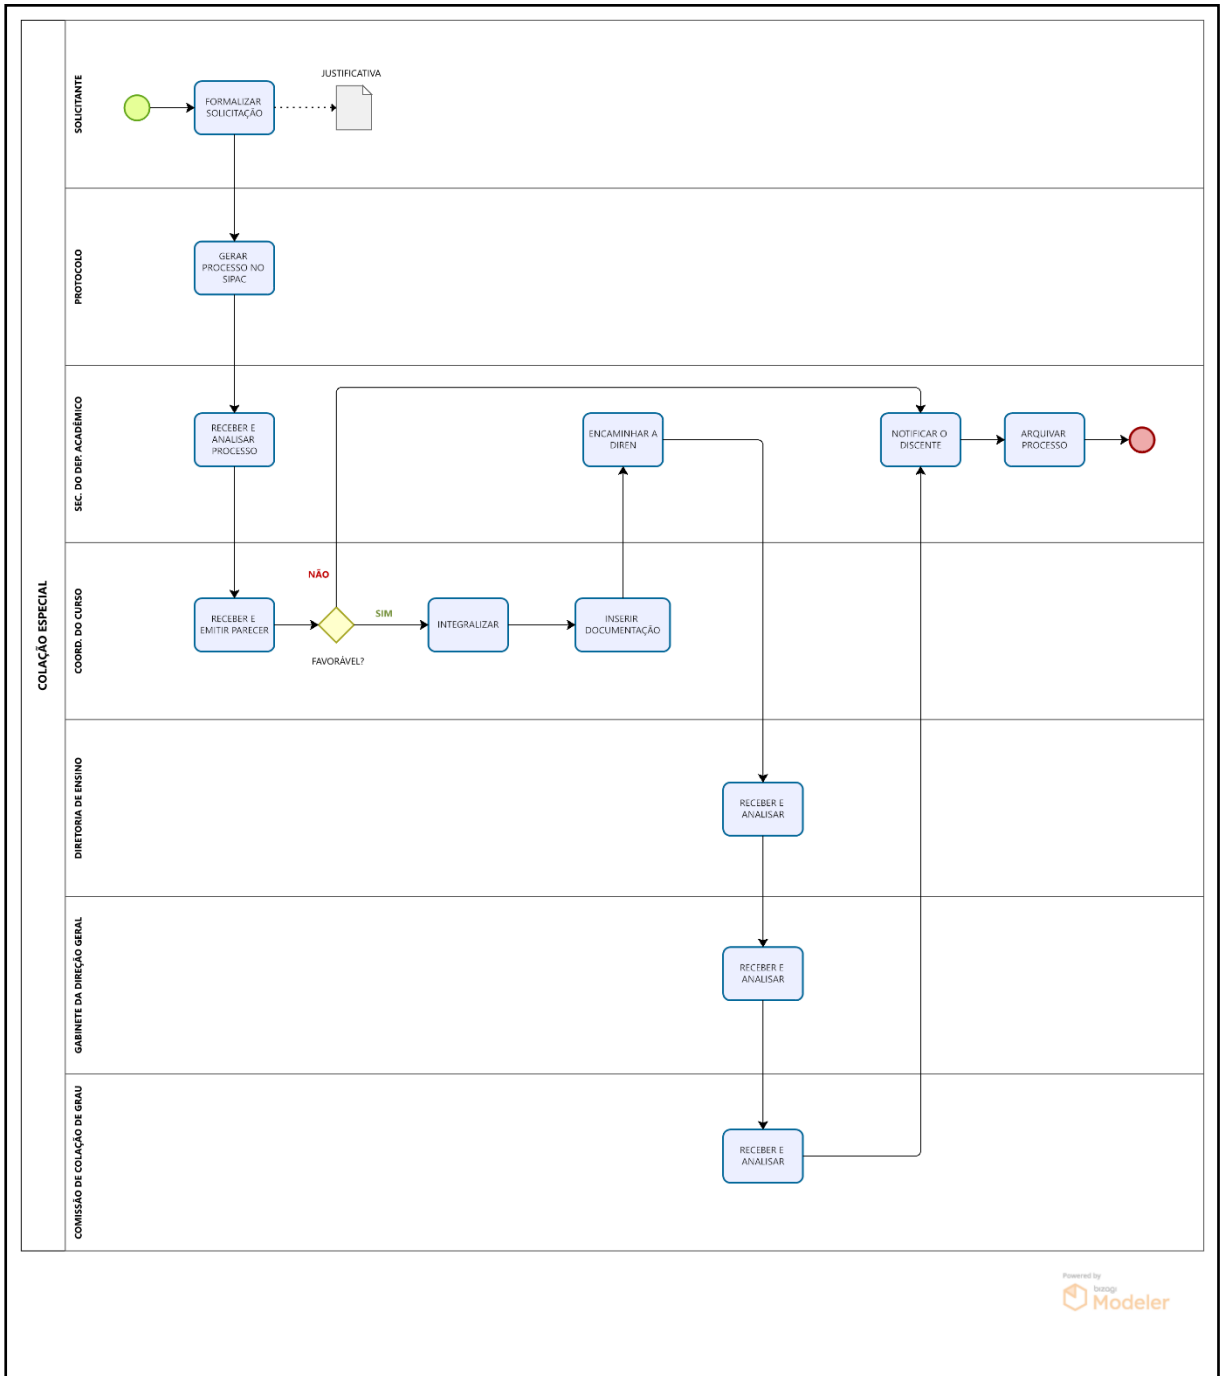 COLAÇÃO ESPECIAL
SOLICITANTE
FORMALIZAR
SOLICITAÇÃO
JUSTIFICATIVA
PROTOCOLO
GERAR
PROCESSO NO
SIPAC
SEC. DO DEP. ACADÊMICO
RECEBER E
ANALISAR
PROCESSO
ENCAMINHAR A
DIREN
NOTIFICAR O
DISCENTE
ARQUIVAR
PROCESSO
COORD. DO CURSO
RECEBER E
EMITIR PARECER
NÃO
FAVORÁVEL?
SIM
INTEGRALIZAR
INSERIR
DOCUMENTAÇÃO
DIRETORIA DE ENSINO
RECEBER E
ANALISAR
GABINETE DA DIREÇÃO GERAL
RECEBER E
ANALISAR
COMISSÃO DE COLAÇÃO DE GRAU
RECEBER E
ANALISAR
Powered by
bizagi
Modeler